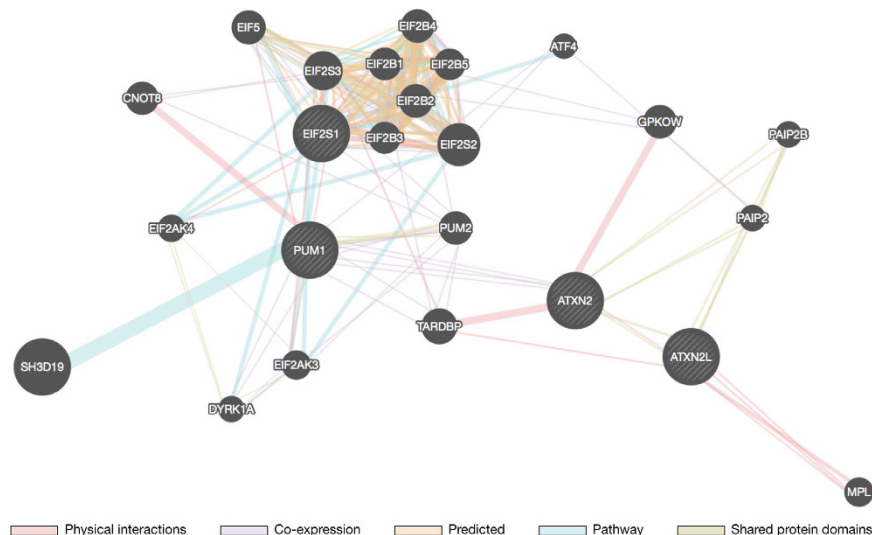 EIF2B4
EIF5
ATF4
EIF2B1
EIF2B5
EIF2S3
CNOT8
EIF2B2
GPKOW
EIF2S1
PAIP2B
EIF2B3
EIF2S2
PAIP2
EIF2AK4
PUM2
PUM1
ATXN2
TARDBP
ATXN2L
SH3D19
EIF2AK3
DYRK1A
MPL
Physical interactions Co-expression Predicted Pathway Shared protein domains